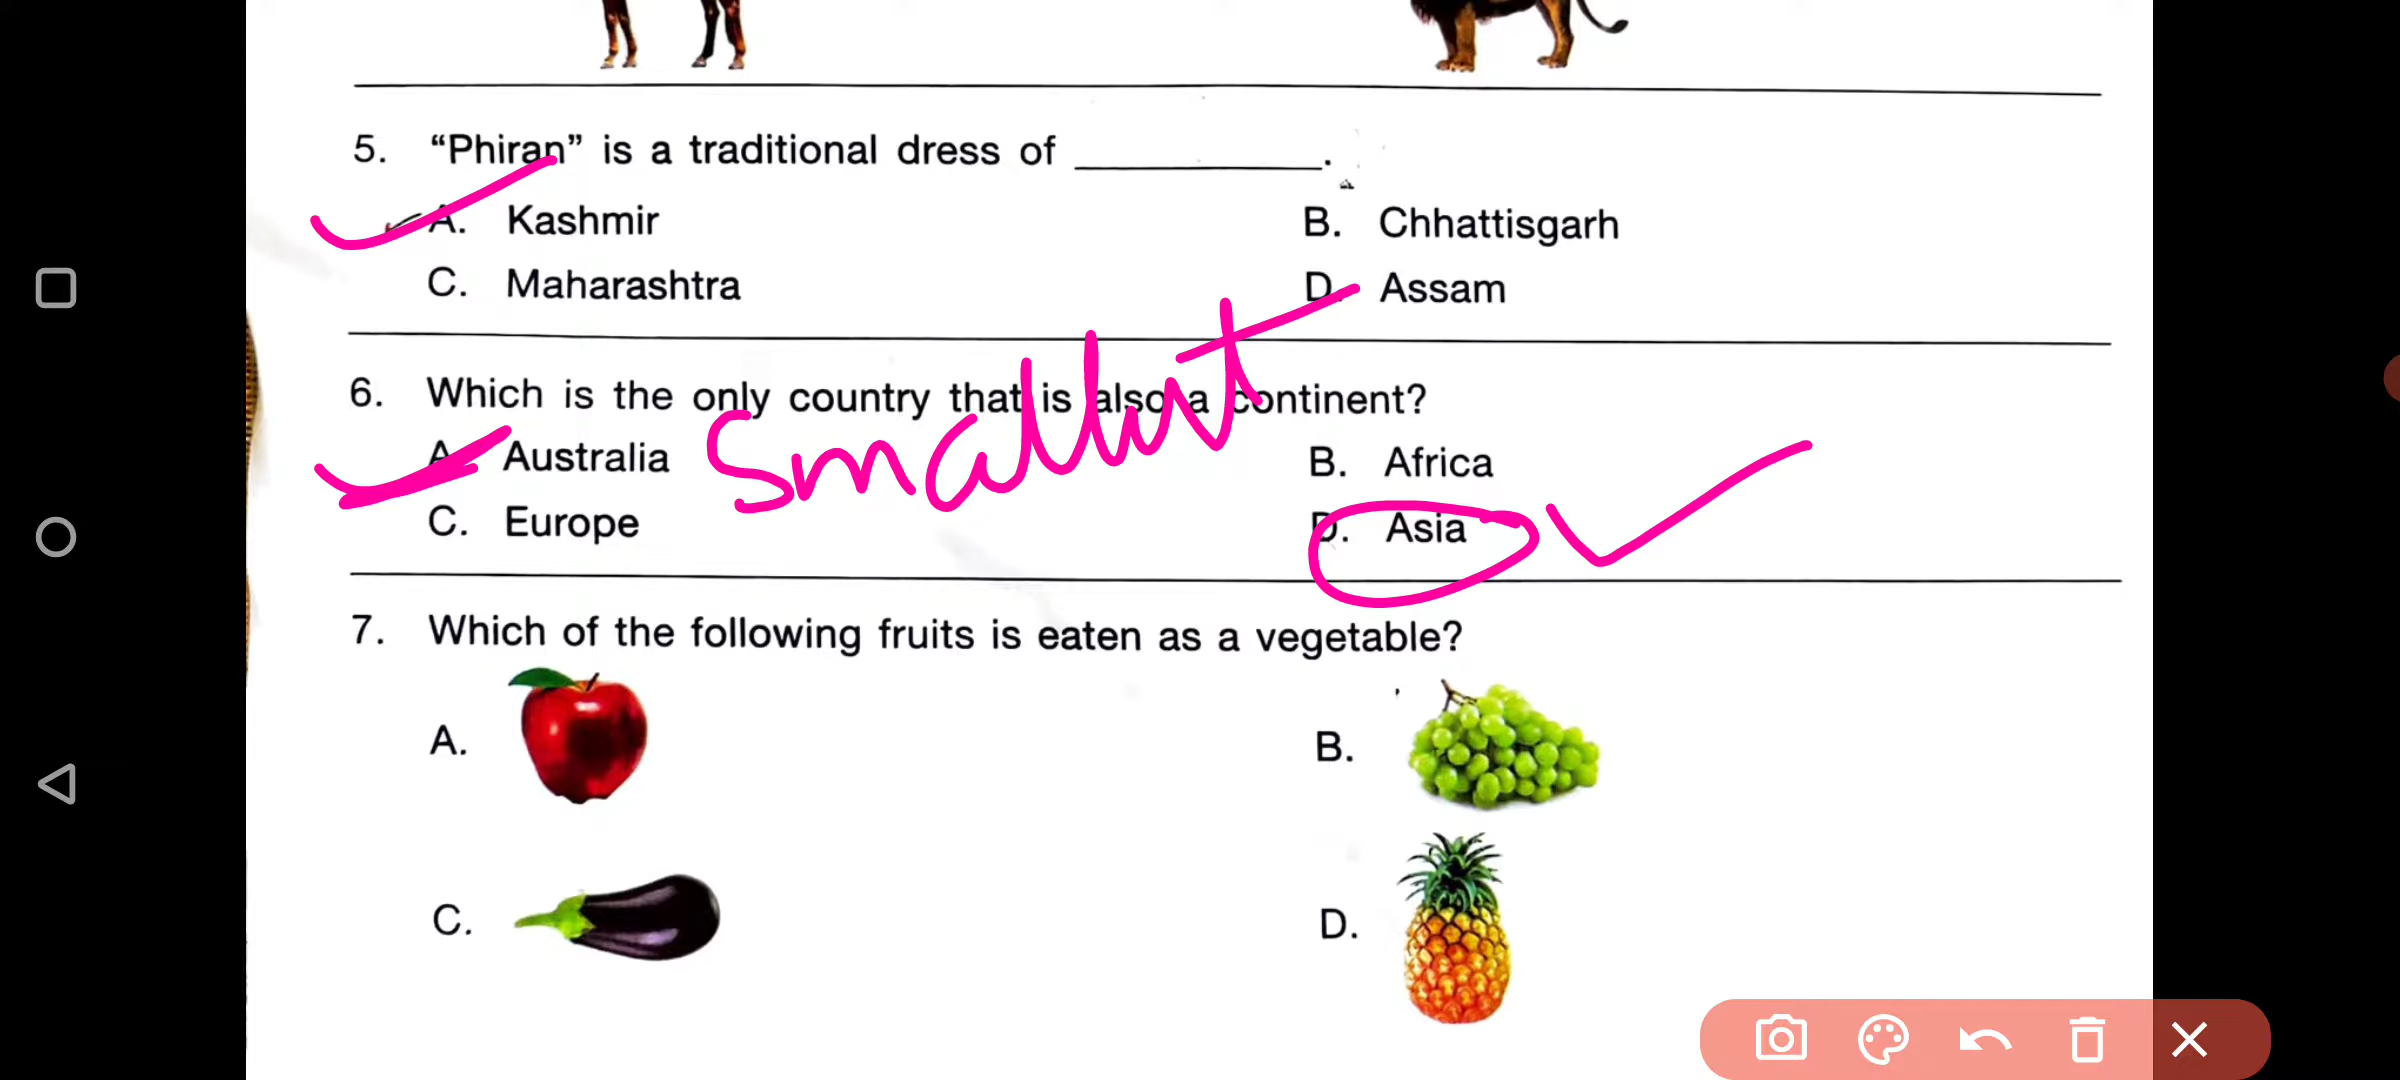 5. “Phiran” is a traditional dress of __________.
A. Kashmir B. Chhattisgarh
C. Maharashtra D. Assam
6. Which is the only country that is also a continent?
smallest
A. Australia B. Africa
C. Europe D. Asia
7. Which of the following fruits is eaten as a vegetable?
A. B.
C. D.